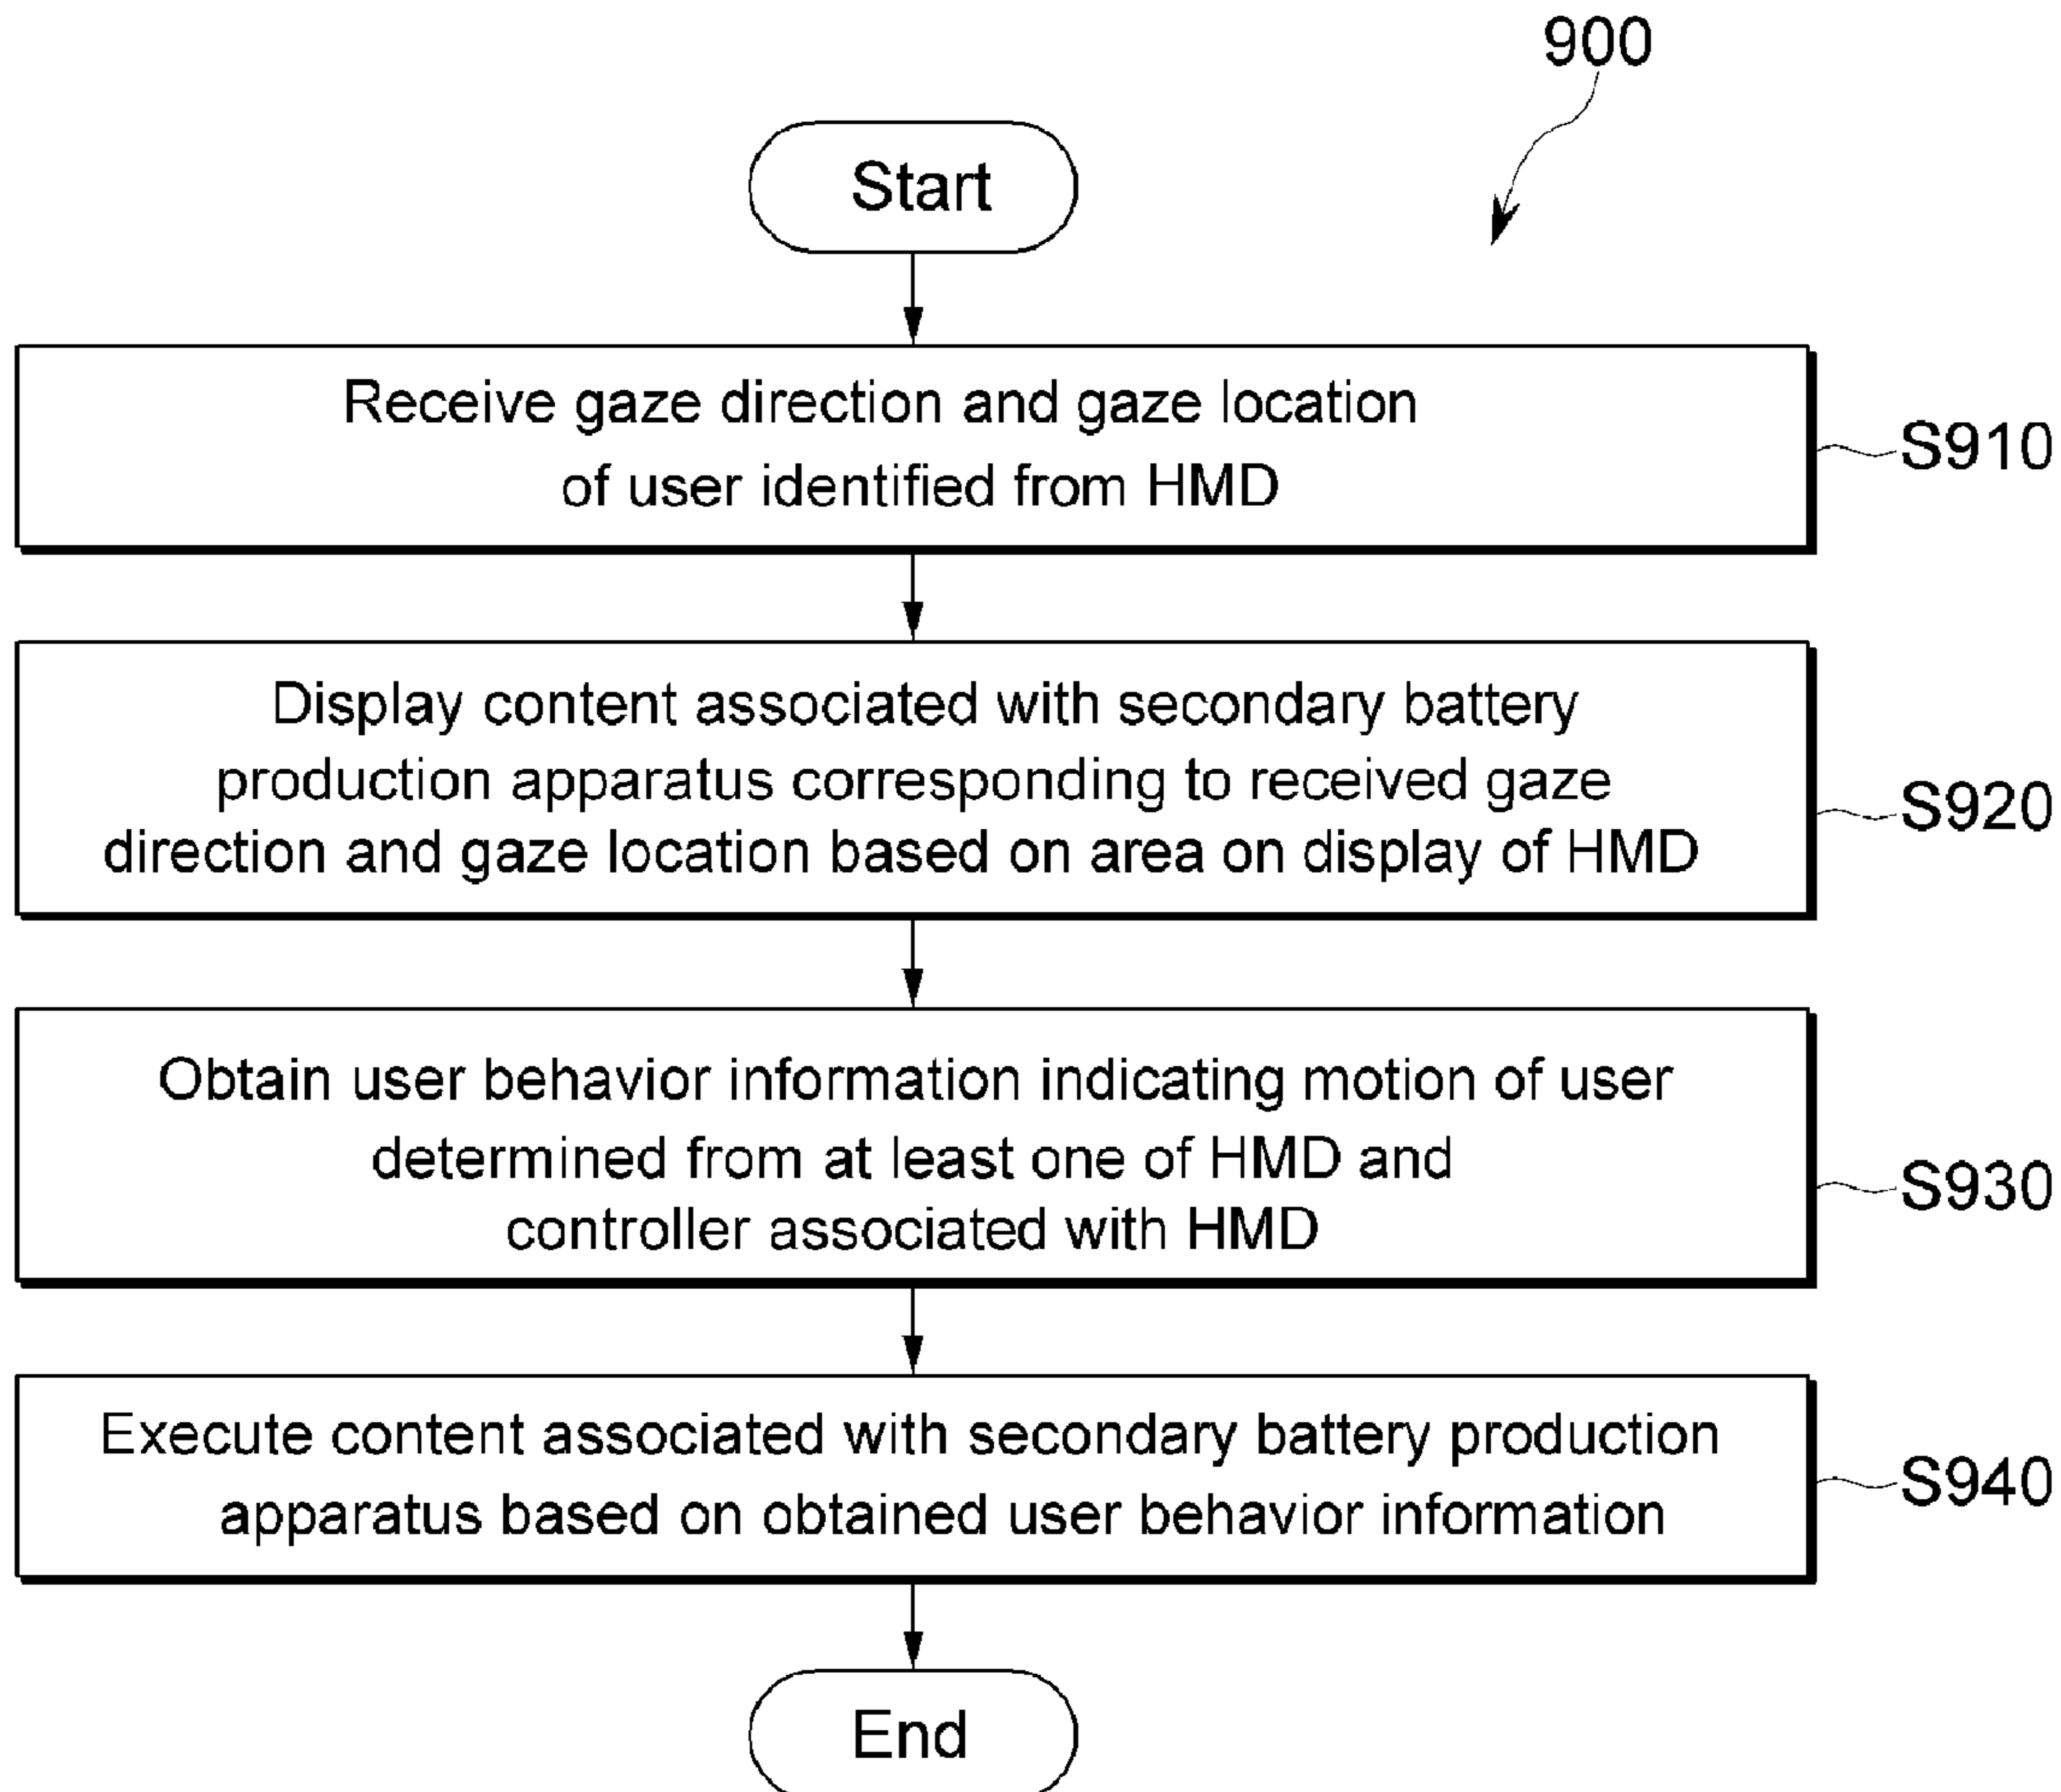 900
Start
Receive gaze direction and gaze location
of user identified from HMD
S910
Display content associated with secondary battery
production apparatus corresponding to received gaze
direction and gaze location based on area on display of HMD
S920
Obtain user behavior information indicating motion of user
determined from at least one of HMD and
controller associated with HMD
S930
Execute content associated with secondary battery production
apparatus based on obtained user behavior information
S940
End